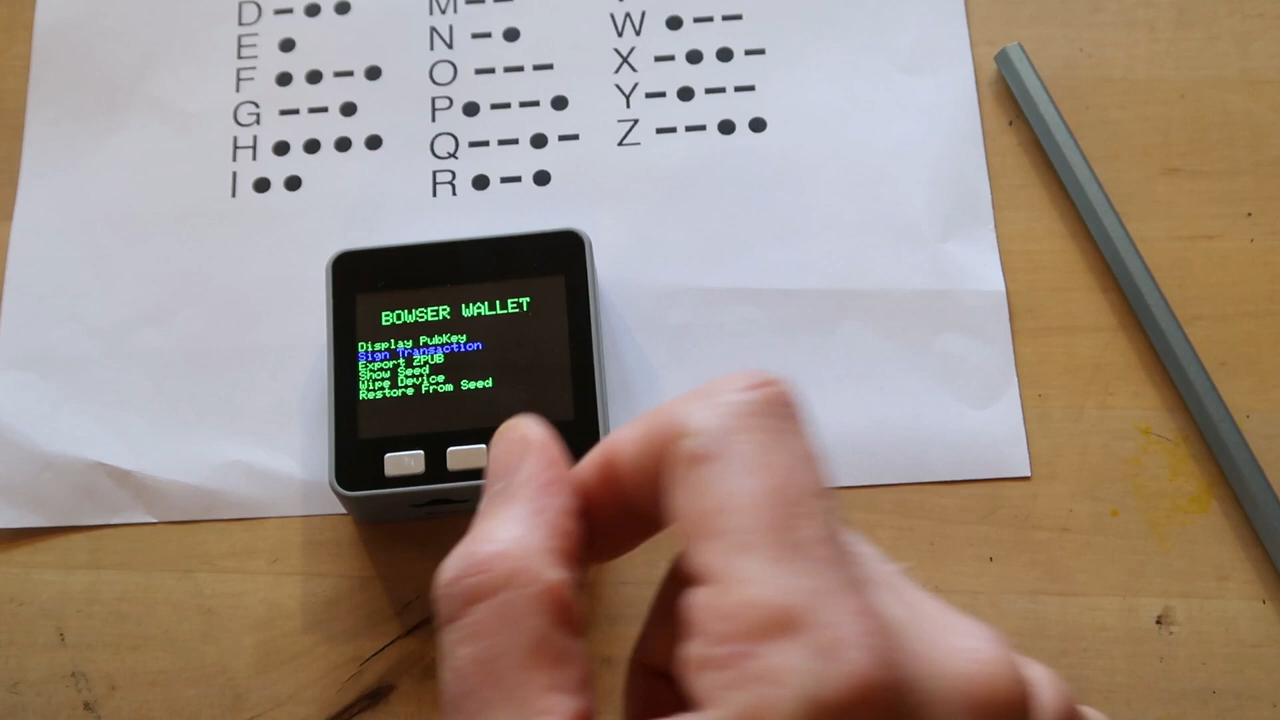 D –●●
E ●
F ●●–●
G ––●
H ●●●●
I ●●
M ––
N –●
O –––
P ●––●
Q ––●–
R ●–●
W ●––
X –●●–
Y –●––
Z ––●●
BOWSER WALLET
Display PubKey
Sign Transaction
Export ZPUB
Show Seed
Wipe Device
Restore From Seed